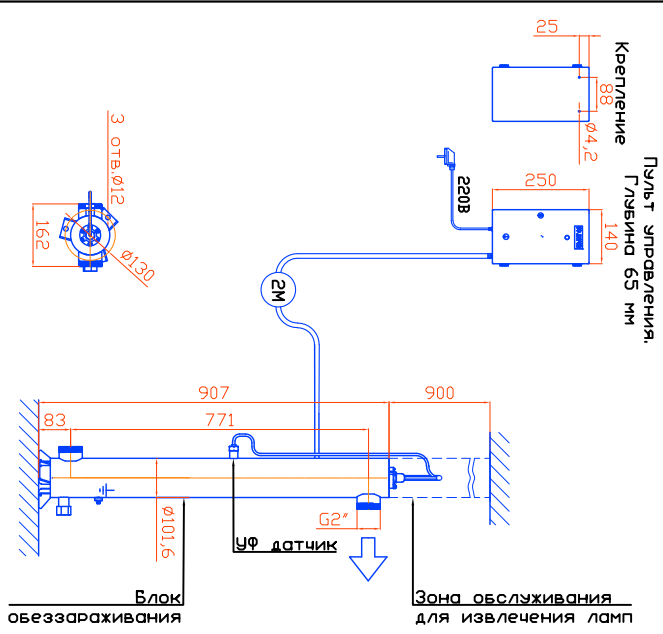 25
Крепление
88
Ø4,2
Пульт управления.
Глубина 65 мм
250
140
220В
3 отв.Ø12
162
Ø130
2М
907
900
83
771
Ø101,6
G2"
УФ датчик
Блок
обеззараживания
Зона обслуживания
для извлечения ламп